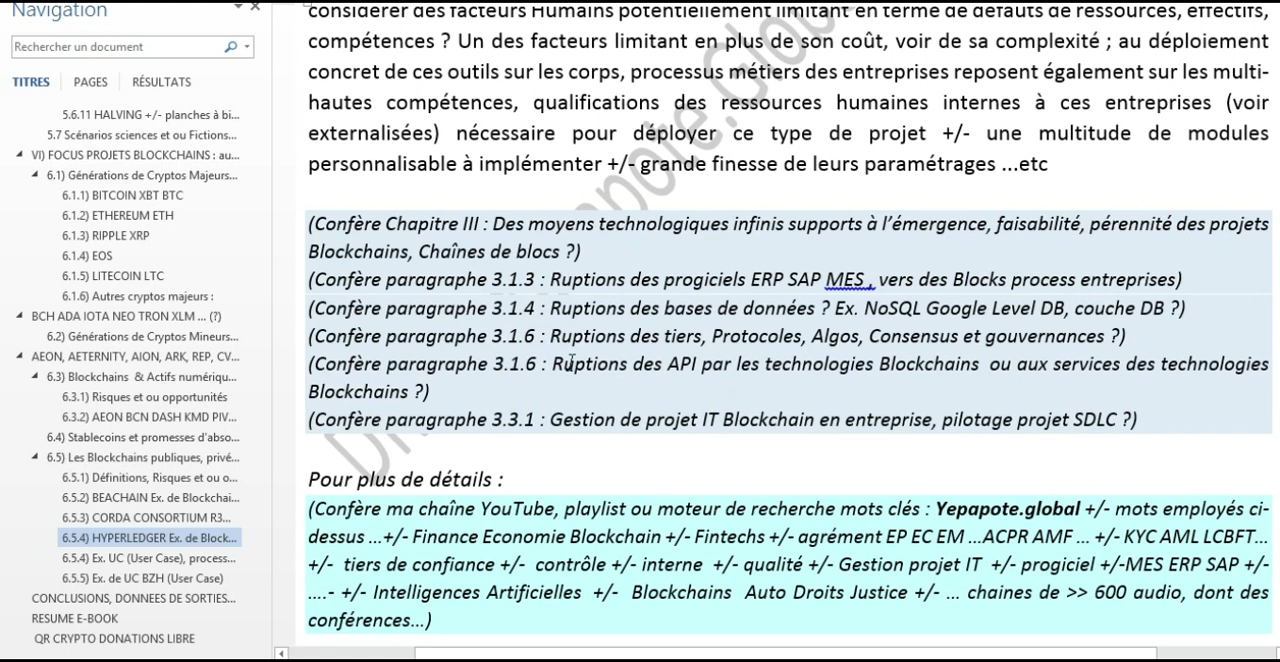 Navigation
Rechercher un document
TITRES PAGES RÉSULTATS
5.6.11 HALVING +/- planches à bi...
5.7 Scénarios sciences et ou Fictions...
VI) FOCUS PROJETS BLOCKCHAINS : au...
6.1) Générations de Cryptos Majeurs...
6.1.1) BITCOIN XBT BTC
6.1.2) ETHEREUM ETH
6.1.3) RIPPLE XRP
6.1.4) EOS
6.1.5) LITECOIN LTC
6.1.6) Autres cryptos majeurs :
BCH ADA IOTA NEO TRON XLM ... (?)
6.2) Générations de Cryptos Mineurs...
AEON, AETERNITY, AION, ARK, REP, CV...
6.3) Blockchains & Actifs numériqu...
6.3.1) Risques et ou opportunités
6.3.2) AEON BCN DASH KMD PIV...
6.4) Stablecoins et promesses d'abso...
6.5) Les Blockchains publiques, privé...
6.5.1) Définitions, Risques et ou o...
6.5.2) BEACHAIN Ex. de Blockchai...
6.5.3) CORDA CONSORTIUM R3...
6.5.4) HYPERLEDGER Ex. de Block...
6.5.4) Ex. UC (User Case), process...
6.5.5) Ex. de UC BZH (User Case)
CONCLUSIONS, DONNEES DE SORTIES...
RESUME E-BOOK
QR CRYPTO DONATIONS LIBRE
considérer des facteurs Humains potentiellement limitant en terme de défauts de ressources, effectifs,
compétences ? Un des facteurs limitant en plus de son coût, voir de sa complexité ; au déploiement
concret de ces outils sur les corps, processus métiers des entreprises reposent également sur les multi-
hautes compétences, qualifications des ressources humaines internes à ces entreprises (voir
externalisées) nécessaire pour déployer ce type de projet +/- une multitude de modules
personnalisable à implémenter +/- grande finesse de leurs paramétrages ...etc
(Confère Chapitre III : Des moyens technologiques infinis supports à l'émergence, faisabilité, pérennité des projets
Blockchains, Chaînes de blocs ?)
(Confère paragraphe 3.1.3 : Ruptions des progiciels ERP SAP MES , vers des Blocks process entreprises)
(Confère paragraphe 3.1.4 : Ruptions des bases de données ? Ex. NoSQL Google Level DB, couche DB ?)
(Confère paragraphe 3.1.6 : Ruptions des tiers, Protocoles, Algos, Consensus et gouvernances ?)
(Confère paragraphe 3.1.6 : Ruptions des API par les technologies Blockchains ou aux services des technologies
Blockchains ?)
(Confère paragraphe 3.3.1 : Gestion de projet IT Blockchain en entreprise, pilotage projet SDLC ?)
Pour plus de détails :
(Confère ma chaîne YouTube, playlist ou moteur de recherche mots clés : Yepapote.global +/- mots employés ci-
dessus ...+/- Finance Economie Blockchain +/- Fintechs +/- agrément EP EC EM ...ACPR AMF ... +/- KYC AML LCBFT...
+/- tiers de confiance +/- contrôle +/- interne +/- qualité +/- Gestion projet IT +/- progiciel +/-MES ERP SAP +/-
....- +/- Intelligences Artificielles +/- Blockchains Auto Droits Justice +/- ... chaines de >> 600 audio, dont des
conférences...)